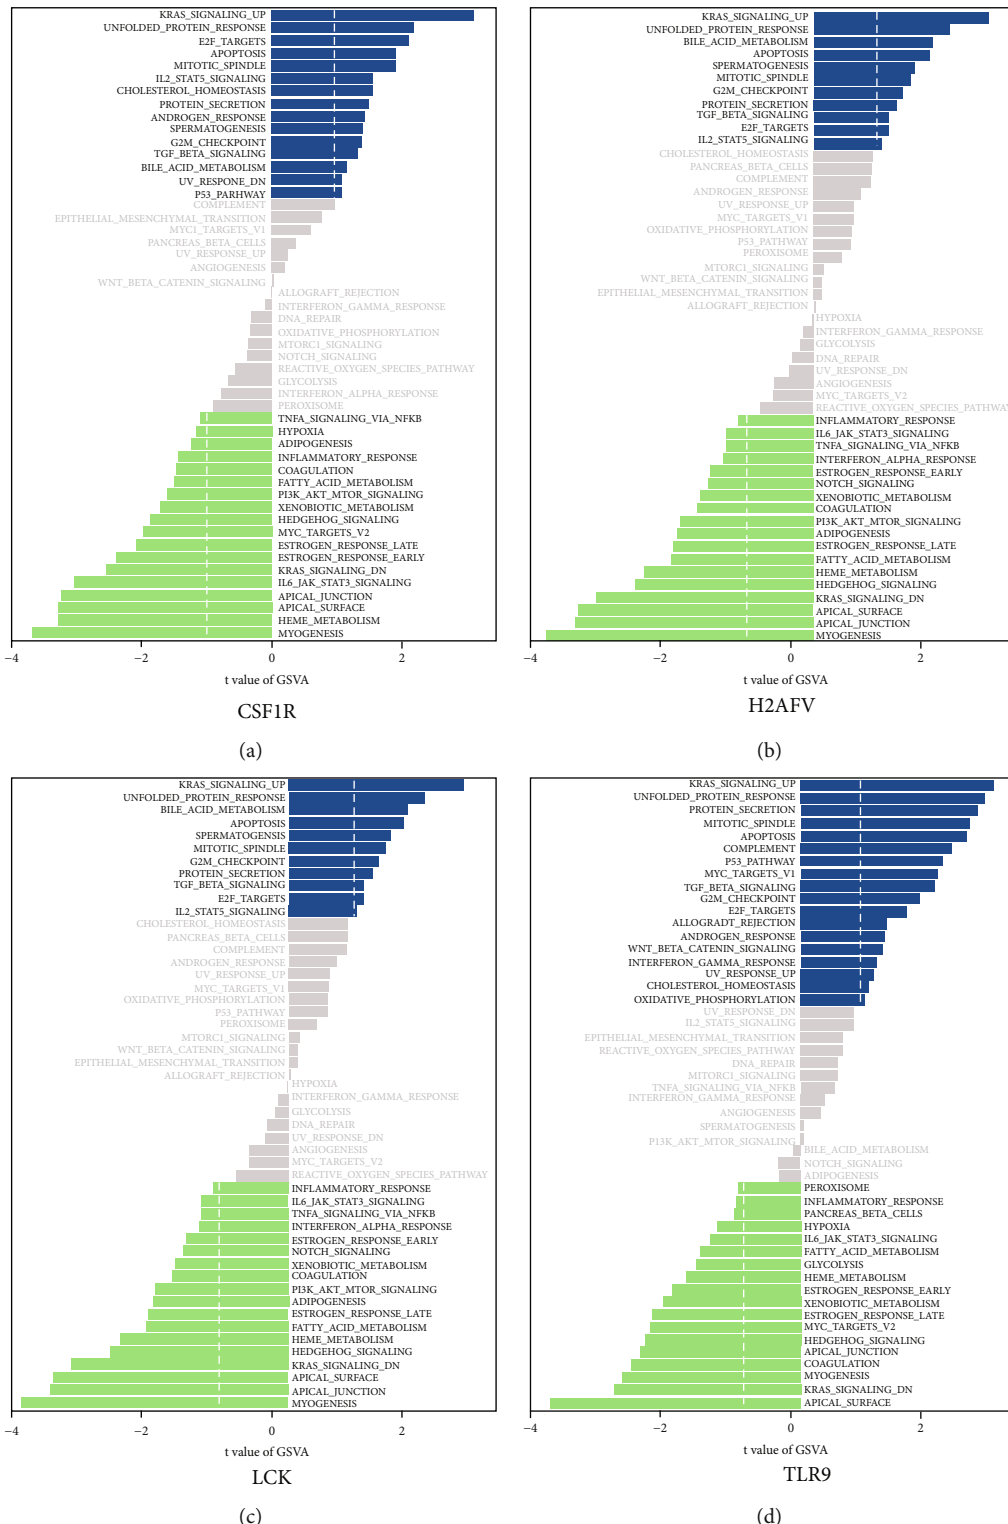 KRAS_SIGNALING_UP
UNFOLDED_PROTEIN_RESPONSE
E2F_TARGETS
APOPTOSIS
MITOTIC_SPINDLE
IL2_STAT5_SIGNALING
CHOLESTEROL_HOMEOSTASIS
PROTEIN_SECRETION
ANDROGEN_RESPONSE
SPERMATOGENESIS
G2M_CHECKPOINT
TGF_BETA_SIGNALING
BILE_ACID_METABOLISM
UV_RESPONE_DN
P53_PARHWAY
COMPLEMENT
EPITHELIAL_MESENCHYMAL_TRANSITION
MYC1_TARGETS_V1
PANCREAS_BETA_CELLS
UV_RESPONSE_UP
ANGIOGENESIS
WNT_BETA_CATENIN_SIGNALING
ALLOGRAFT_REJECTION
INTERFERON_GAMMA_RESPONSE
DNA_REPAIR
OXIDATIVE_PHOSPHORYLATION
MTORC1_SIGNALING
NOTCH_SIGNALING
REACTIVE_OXYGEN_SPECIES_PATHWAY
GLYCOLYSIS
INTERFERON_ALPHA_RESPONSE
PEROXISOME
TNFA_SIGNALING_VIA_NFKB
HYPOXIA
ADIPOGENESIS
INFLAMMATORY_RESPONSE
COAGULATION
FATTY_ACID_METABOLISM
PI3K_AKT_MTOR_SIGNALING
XENOBIOTIC_METABOLISM
HEDGEHOG_SIGNALING
MYC_TARGETS_V2
ESTROGEN_RESPONSE_LATE
ESTROGEN_RESPONSE_EARLY
KRAS_SIGNALING_DN
IL6_JAK_STAT3_SIGNALING
APICAL_JUNCTION
APICAL_SURFACE
HEME_METABOLISM
MYOGENESIS
−4 −2 0 2
t value of GSVA
CSF1R
(a)
KRAS_SIGNALING_UP
UNFOLDED_PROTEIN_RESPONSE
BILE_ACID_METABOLISM
APOPTOSIS
SPERMATOGENESIS
MITOTIC_SPINDLE
G2M_CHECKPOINT
PROTEIN_SECRETION
TGF_BETA_SIGNALING
E2F_TARGETS
IL2_STAT5_SIGNALING
CHOLESTEROL_HOMEOSTASIS
PANCREAS_BETA_CELLS
COMPLEMENT
ANDROGEN_RESPONSE
UV_RESPONSE_UP
MYC_TARGETS_V1
OXIDATIVE_PHOSPHORYLATION
P53_PATHWAY
PEROXISOME
MTORC1_SIGNALING
WNT_BETA_CATENIN_SIGNALING
EPITHELIAL_MESENCHYMAL_TRANSITION
ALLOGRAFT_REJECTION
HYPOXIA
INTERFERON_GAMMA_RESPONSE
GLYCOLYSIS
DNA_REPAIR
UV_RESPONSE_DN
ANGIOGENESIS
MYC_TARGETS_V2
REACTIVE_OXYGEN_SPECIES_PATHWAY
INFLAMMATORY_RESPONSE
IL6_JAK_STAT3_SIGNALING
TNFA_SIGNALING_VIA_NFKB
INTERFERON_ALPHA_RESPONSE
ESTROGEN_RESPONSE_EARLY
NOTCH_SIGNALING
XENOBIOTIC_METABOLISM
COAGULATION
PI3K_AKT_MTOR_SIGNALING
ADIPOGENESIS
ESTROGEN_RESPONSE_LATE
FATTY_ACID_METABOLISM
HEME_METABOLISM
HEDGEHOG_SIGNALING
KRAS_SIGNALING_DN
APICAL_SURFACE
APICAL_JUNCTION
MYOGENESIS
−4 −2 0 2
t value of GSVA
H2AFV
(b)
KRAS_SIGNALING_UP
UNFOLDED_PROTEIN_RESPONSE
BILE_ACID_METABOLISM
APOPTOSIS
SPERMATOGENSIS
MITOTIC_SPINDLE
G2M_CHECKPOINT
PROTEIN_SECRETION
TGF_BETA_SIGNALING
E2F_TARGETS
IL2_STAT5_SIGNALING
CHOLESTEROL_HOMEOSTASIS
PANCREAS_BETA_CELLS
COMPLEMENT
ANDROGEN_RESPONSE
UV_RESPONSE_UP
MYC_TARGETS_V1
OXIDATIVE_PHOSPHORYLATION
P53_PATHWAY
PEROXISOME
MTORC1_SIGNALING
WNT_BETA_CATENIN_SIGNALING
EPITHELIAL_MESENCHYMAL_TRANSITION
ALLOGRAFT_REJECTION
HYPOXIA
INTERFERON_GAMMA_RESPONSE
GLYCOLYSIS
DNA_REPAIR
UV_RESPONSE_DN
ANGIOGENESIS
MYC_TARGETS_V2
REACTIVE_OXYGEN_SPECIES_PATHWAY
INFLAMMATORY_RESPONSE
IL6_JAK_STAT3_SIGNALING
TNFA_SIGNALING_VIA_NFKB
INTERFERON_ALPHA_RESPONSE
ESTROGEN_RESPONSE_EARLY
NOTCH_SIGNALING
XENOBIOTIC_METABOLISM
COAGULATION
PI3K_AKT_MTOR_SIGNALING
ADIPOGENESIS
ESTROGEN_RESPONSE_LATE
FATTY_ACID_METABOLISM
HEME_METABOLISM
HEDGEHOG_SIGNALING
KRAS_SIGNALING_DN
APICAL_SURFACE
APICAL_JUNCTION
MYOGENESIS
−4 −2 0 2
t value of GSVA
LCK
(c)
KRAS_SIGNALING_UP
UNFOLDED_PROTEIN_RESPONSE
PROTEIN_SECRETION
MITOTIC_SPINDLE
APOPTOSIS
COMPLEMENT
P53_PATHWAY
MYC_TARGETS_V1
TGF_BETA_SIGNALING
G2M_CHECKPOINT
E2F_TARGETS
ALLOGRADT_REJECTION
ANDROGEN_RESPONSE
WNT_BETA_CATENIN_SIGNALING
INTERFERON_GAMMA_RESPONSE
UV_RESPONSE_UP
CHOLESTEROL_HOMEOSTASIS
OXIDATIVE_PHOSPHORYLATION
UV_RESPONSE_DN
IL2_STAT5_SIGNALING
EPITHELIAL_MESENCHYMAL_TRANSITION
REACTIVE_OXYGEN_SPECIES_PATHWAY
DNA_REPAIR
MITORC1_SIGNALING
TNFA_SIGNALING_VIA_NFKB
INTERFERON_GAMMA_RESPONSE
ANGIOGENESIS
SPERMATOGENESIS
P13K_AKT_MTOR_SIGNALING
BILE_ACID_METABOLISM
NOTCH_SIGNALING
ADIPOGENESIS
PEROXISOME
INFLAMMATORY_RESPONSE
PANCREAS_BETA_CELLS
HYPOXIA
IL6_JAK_STAT3_SIGNALING
FATTY_ACID_METABOLISM
GLYCOLYSIS
HEME_METABOLISM
ESTROGEN_RESPONSE_EARLY
XENOBIOTIC_METABOLISM
ESTROGEN_RESPONSE_LATE
MYC_TARGETS_V2
HEDGEHOG_SIGNALING
APICAL_JUNCTION
COAGULATION
MYOGENESIS
KRAS_SIGNALING_DN
APICAL_SURFACE
−4 −2 0 2
t value of GSVA
TLR9
(d)